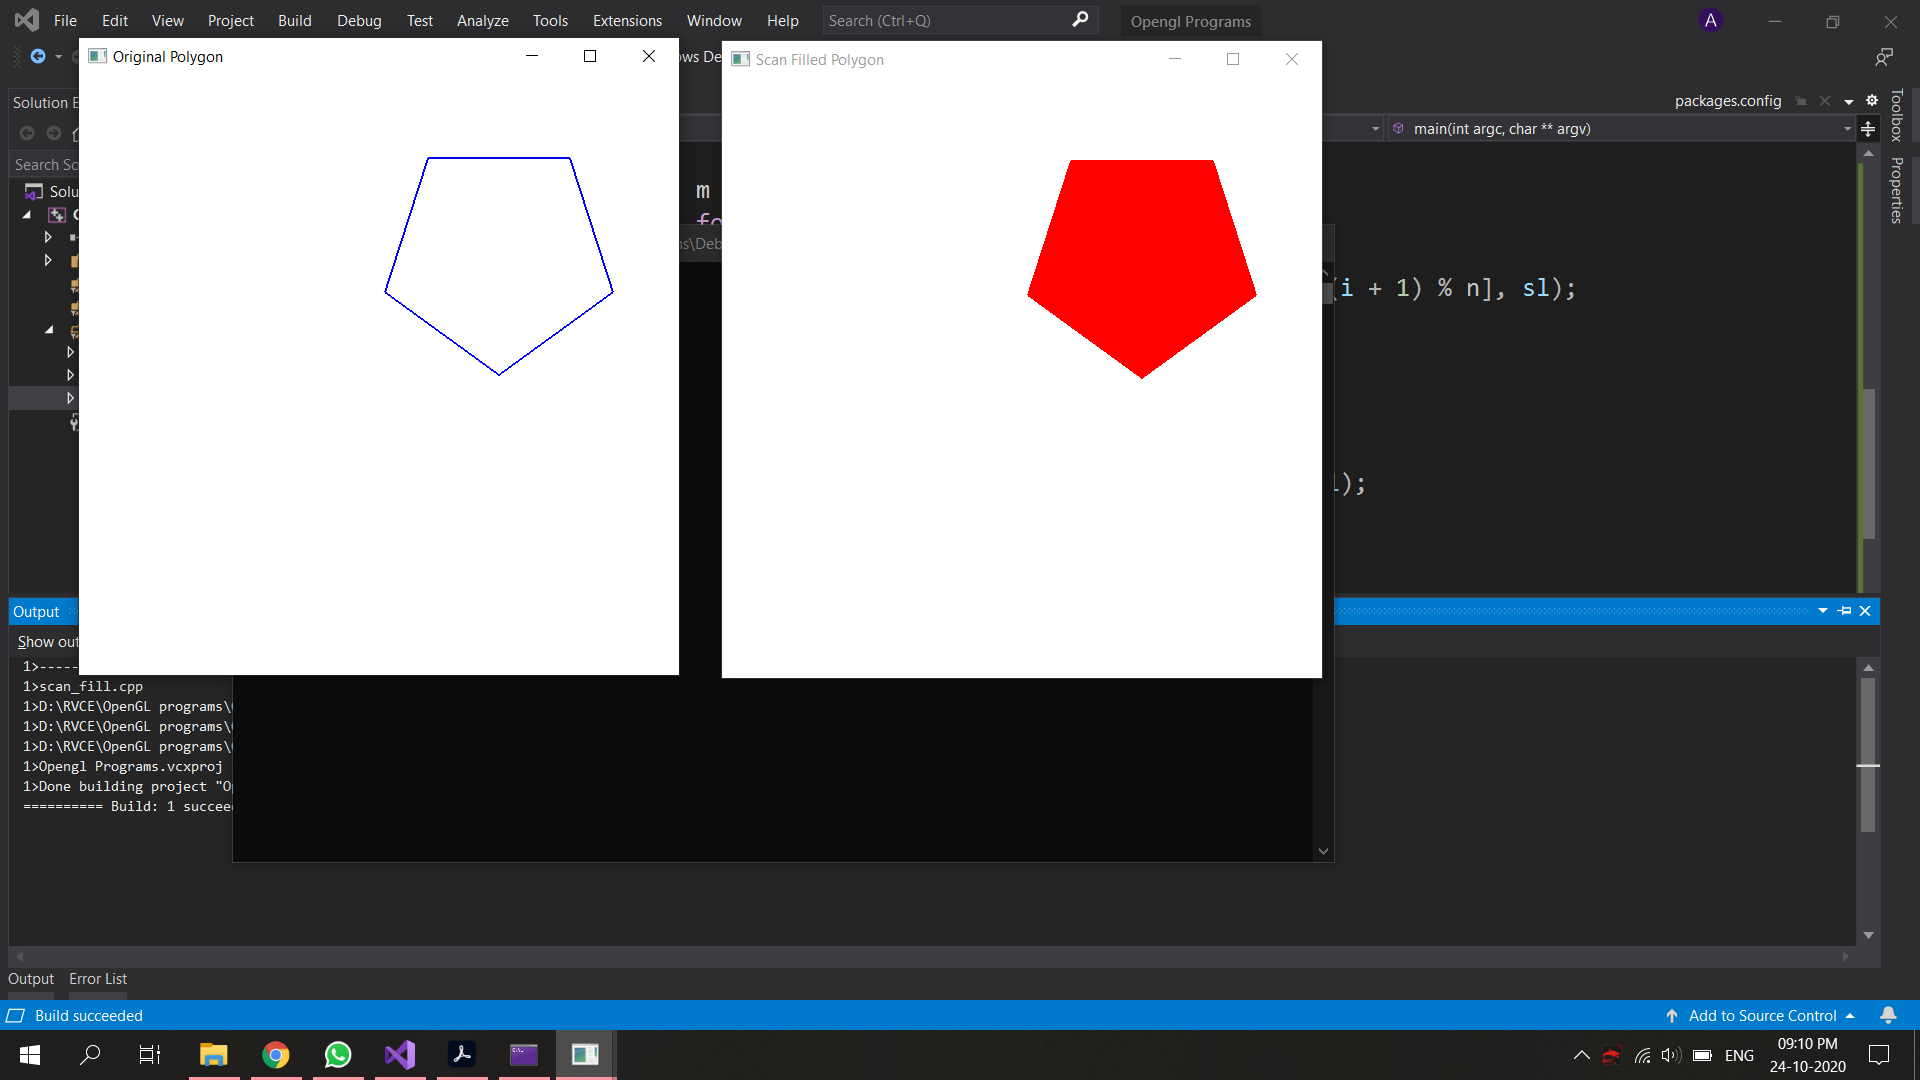 File Edit View Project Build Debug Test Analyze Tools Extensions Window Help Search (Ctrl+Q) Opengl Programs A
Original Polygon
Scan Filled Polygon
packages.config
main(int argc, char ** argv)
Solution E
Search So
Solu
Toolbox
Properties
m
fo
ns\Deb
(i + 1) % n], sl);
);
Output
Show out
1>-----
1>scan_fill.cpp
1>D:\RVCE\OpenGL programs\
1>D:\RVCE\OpenGL programs\
1>D:\RVCE\OpenGL programs\
1>Opengl Programs.vcxproj
1>Done building project "Op
========== Build: 1 succee
Output Error List
Build succeeded
Add to Source Control
ENG
09:10 PM
24-10-2020